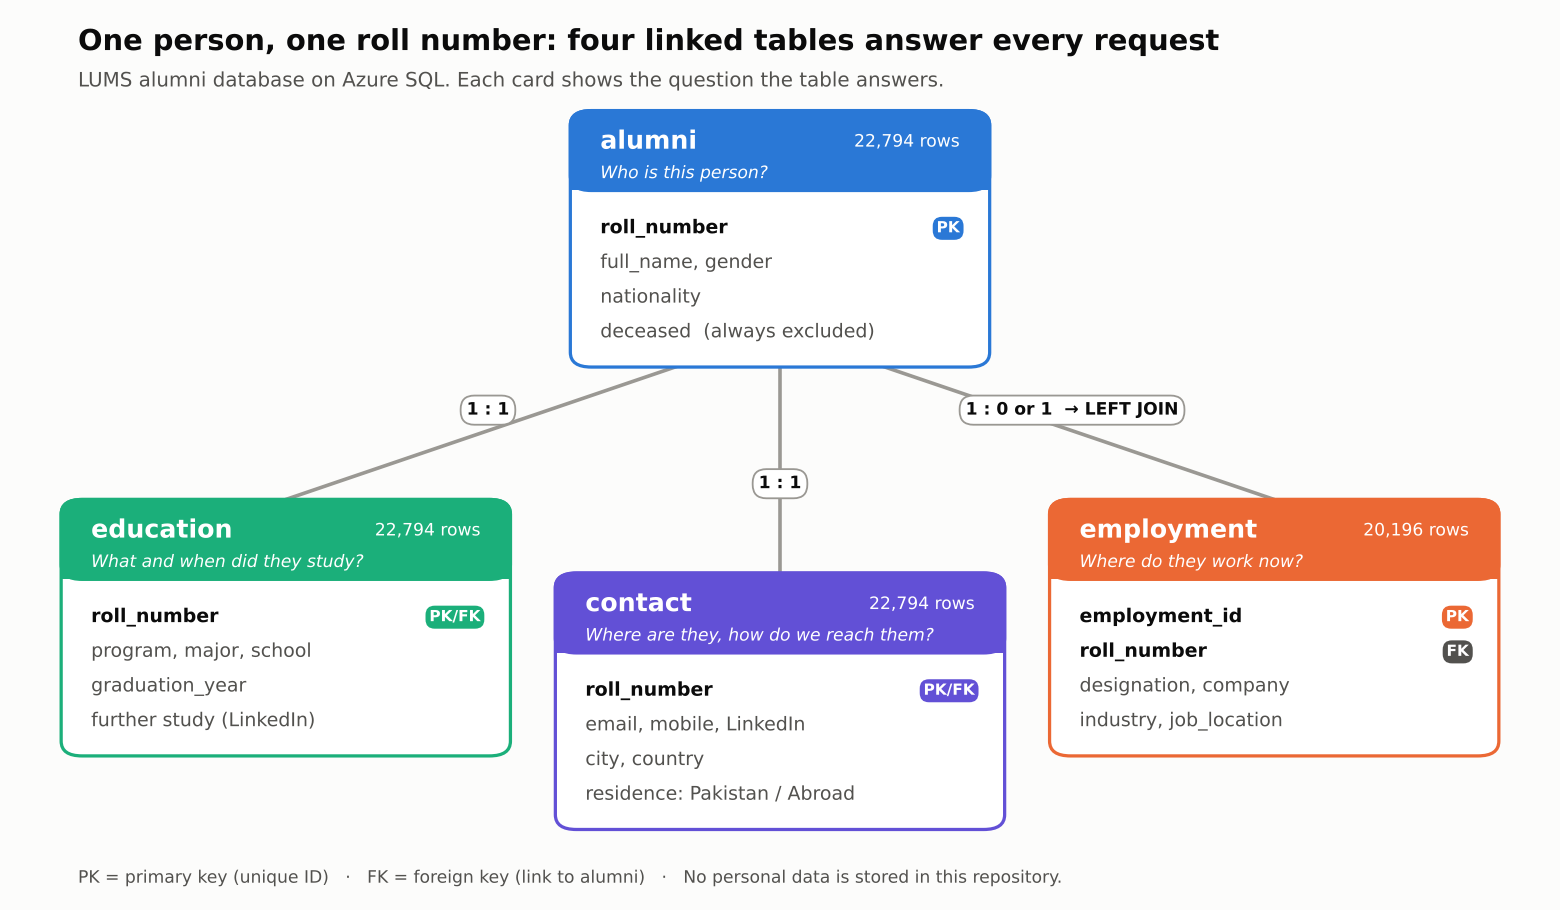 One person, one roll number: four linked tables answer every request
LUMS alumni database on Azure SQL. Each card shows the question the table answers.
alumni 22,794 rows
Who is this person?
roll_number PK
full_name, gender
nationality
deceased (always excluded)
1 : 1
1 : 0 or 1 → LEFT JOIN
1 : 1
education 22,794 rows
What and when did they study?
roll_number PK/FK
program, major, school
graduation_year
further study (LinkedIn)
contact 22,794 rows
Where are they, how do we reach them?
roll_number PK/FK
email, mobile, LinkedIn
city, country
residence: Pakistan / Abroad
employment 20,196 rows
Where do they work now?
employment_id PK
roll_number FK
designation, company
industry, job_location
PK = primary key (unique ID) · FK = foreign key (link to alumni) · No personal data is stored in this repository.